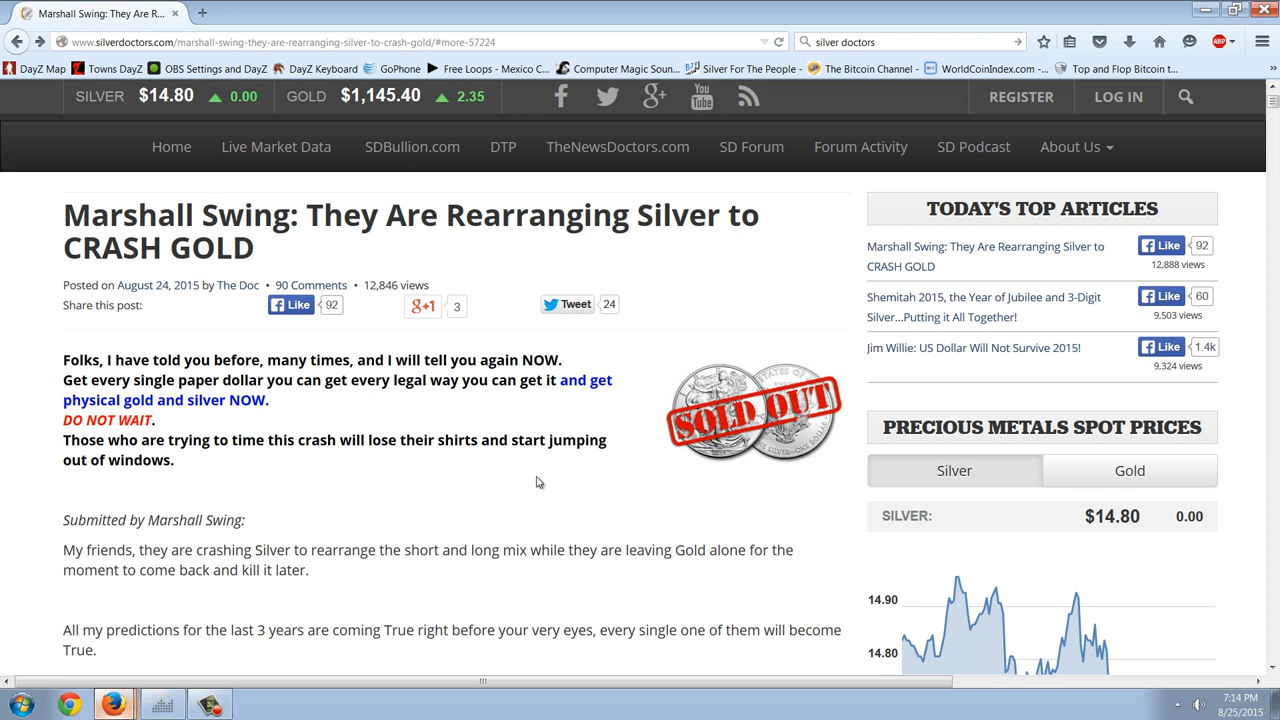 Marshall Swing: They Are R...
www.silverdoctors.com/marshall-swing-they-are-rearranging-silver-to-crash-gold/#more-57224
silver doctors
ABP
DayZ Map
Towns DayZ
OBS Settings and DayZ
DayZ Keyboard
GoPhone
Free Loops - Mexico C...
Computer Magic Soun...
Silver For The People - ...
The Bitcoin Channel - ...
WorldCoinIndex.com -...
Top and Flop Bitcoin t...
SILVER $14.80 0.00 GOLD $1,145.40 2.35
You Tube
REGISTER LOG IN
Home Live Market Data SDBullion.com DTP TheNewsDoctors.com SD Forum Forum Activity SD Podcast About Us
Marshall Swing: They Are Rearranging Silver to
CRASH GOLD
Posted on August 24, 2015 by The Doc • 90 Comments • 12,846 views
Share this post: Like 92 g+1 3 Tweet 24
Folks, I have told you before, many times, and I will tell you again NOW.
Get every single paper dollar you can get every legal way you can get it and get
physical gold and silver NOW.
DO NOT WAIT.
Those who are trying to time this crash will lose their shirts and start jumping
out of windows.
SOLD OUT
Submitted by Marshall Swing:
My friends, they are crashing Silver to rearrange the short and long mix while they are leaving Gold alone for the
moment to come back and kill it later.
All my predictions for the last 3 years are coming True right before your very eyes, every single one of them will become
True.
TODAY'S TOP ARTICLES
Marshall Swing: They Are Rearranging Silver to
CRASH GOLD
Like 92
12,888 views
Shemitah 2015, the Year of Jubilee and 3-Digit
Silver...Putting it All Together!
Like 60
9,503 views
Jim Willie: US Dollar Will Not Survive 2015!
Like 1.4k
9,324 views
PRECIOUS METALS SPOT PRICES
Silver Gold
SILVER: $14.80 0.00
14.90
14.80
7:14 PM
8/25/2015